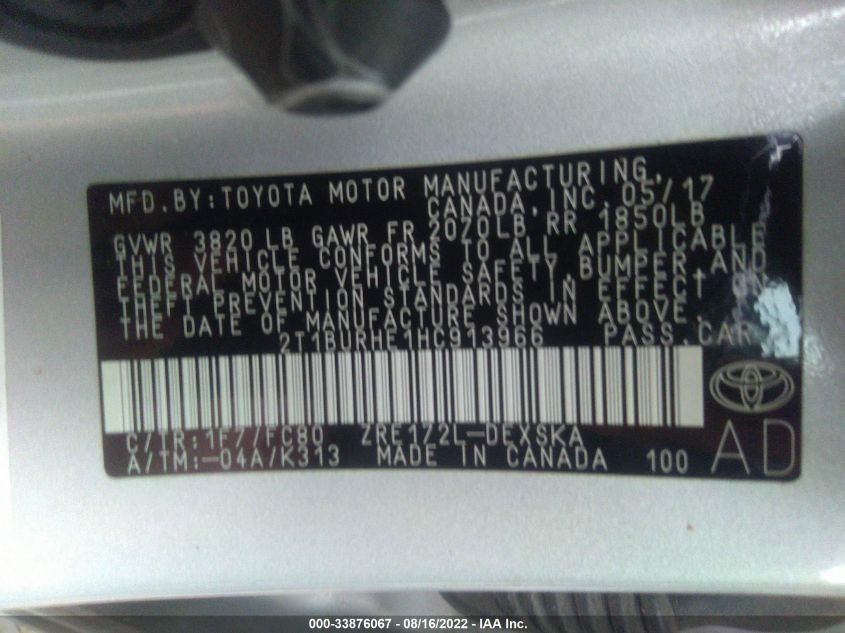 MFD.BY:TOYOTA MOTOR MANUFACTURING,
CANADA,INC.05/17
GVWR 3820 LB GAWR FR 2070LB RR 1850LB
THIS VEHICLE CONFORMS TO ALL APPLICABLE
FEDERAL MOTOR VEHICLE SAFETY,BUMPER,AND
THEFT PREVENTION STANDARDS IN EFFECT ON
THE DATE OF MANUFACTURE SHOWN ABOVE.
2T1BURHE1HC913966 PASS.CAR
C/TR:1F7/FC80 ZRE172L-DEXSKA
A/TM:-04A/K313 MADE IN CANADA 100
AD
000-33876067 - 08/16/2022 - IAA Inc.